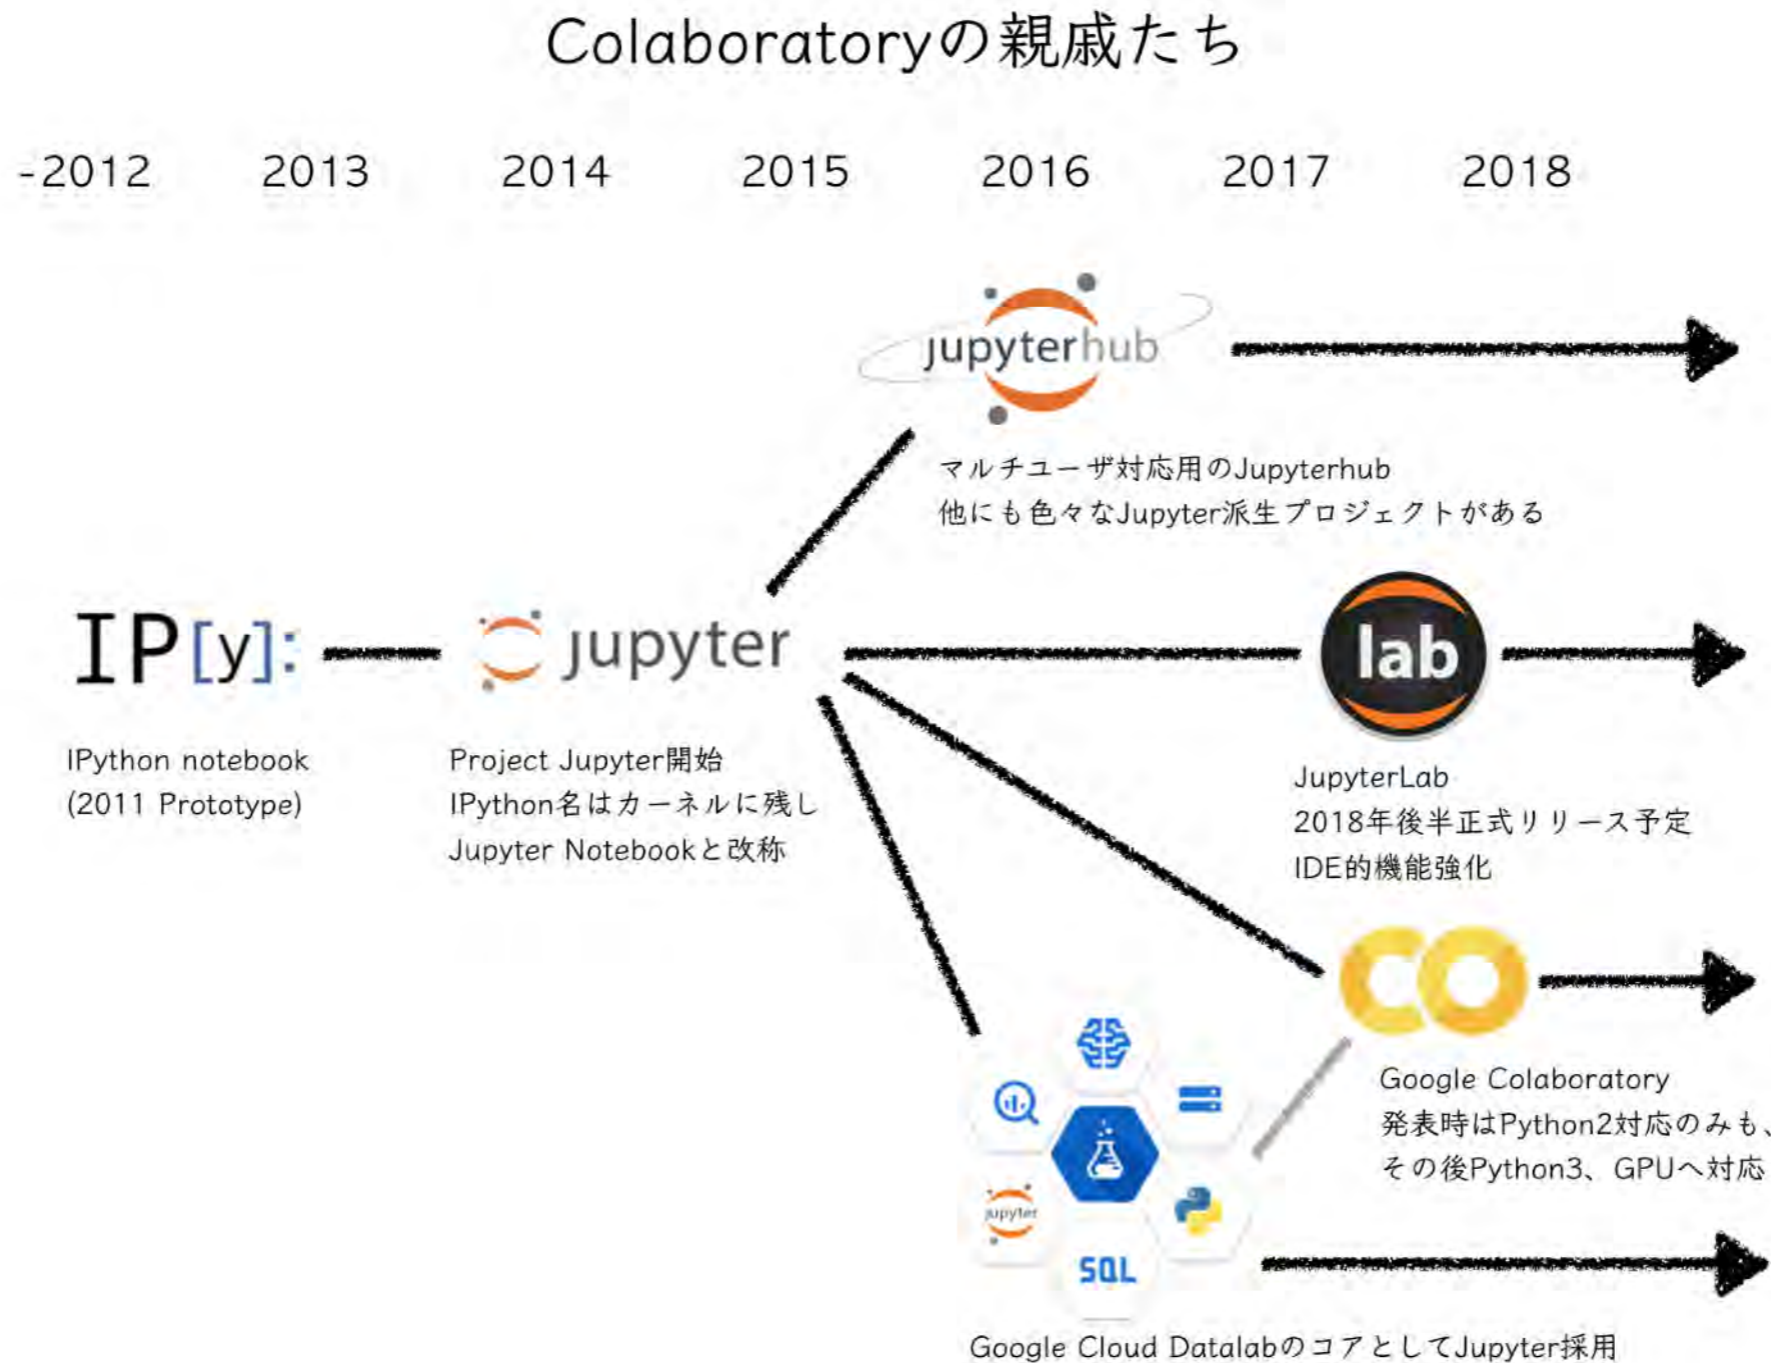 Colaboratoryの親戚たち
-2012 2013 2014 2015 2016 2017 2018
jupyterhub
マルチユーザ対応用のJupyterhub
他にも色々なJupyter派生プロジェクトがある
IP[y]:
jupyter
lab
IPython notebook
(2011 Prototype)
Project Jupyter開始
IPython名はカーネルに残し
Jupyter Notebookと改称
JupyterLab
2018年後半正式リリース予定
IDE的機能強化
CO
Google Colaboratory
発表時はPython2対応のみも、
その後Python3、GPUへ対応
jupyter
SQL
Google Cloud DatalabのコアとしてJupyter採用